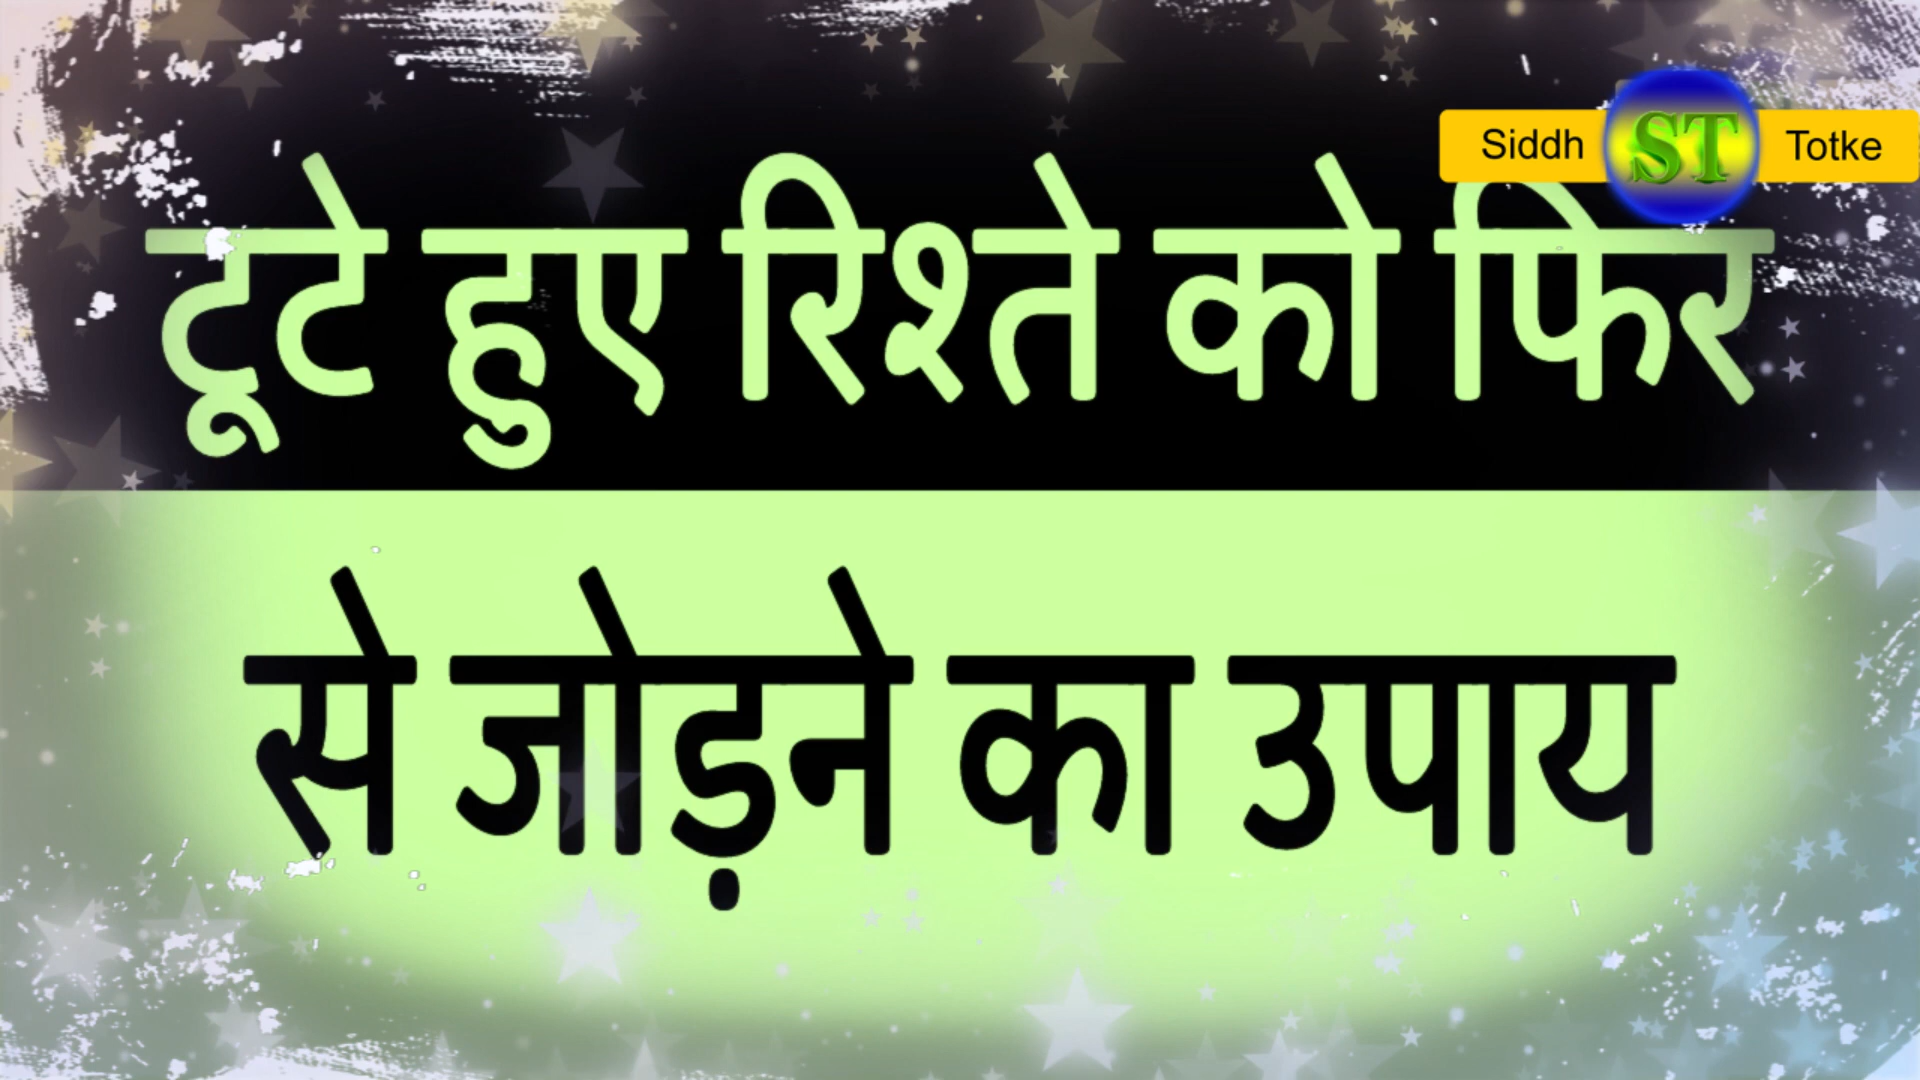 Siddh ST Totke
टूटे हुए रिश्ते को फिर
से जोड़ने का उपाय